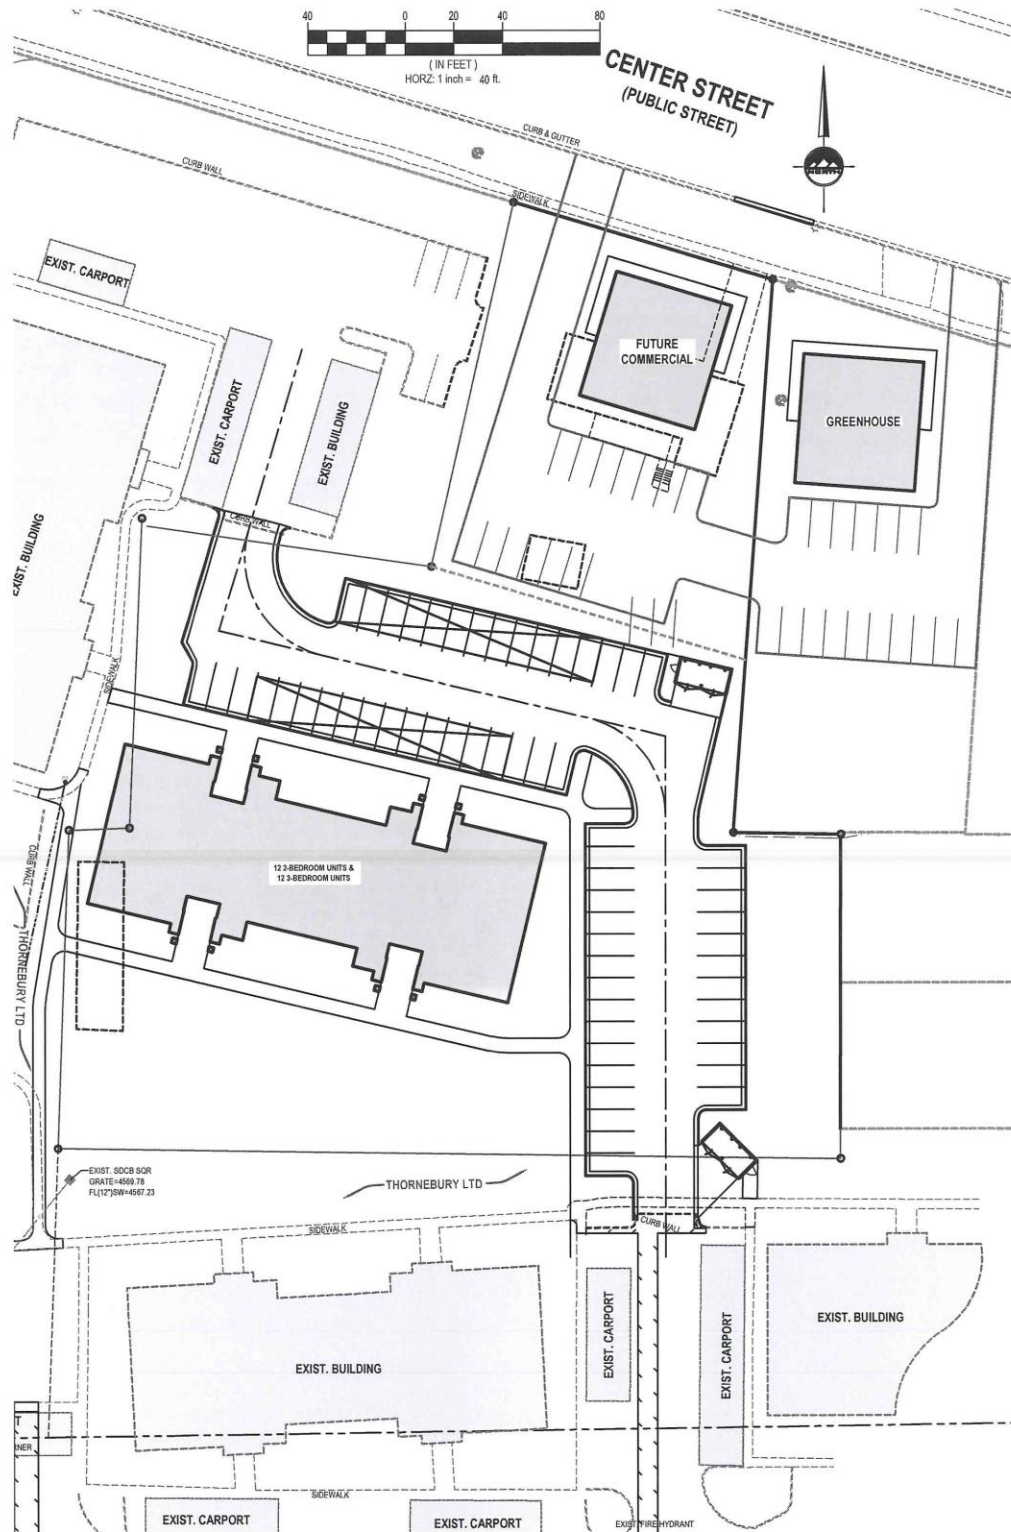 40 0 20 40 80
( IN FEET )
HORZ: 1 inch = 40 ft.
CENTER STREET
(PUBLIC STREET)
CURB & GUTTER
NORTH
CURB WALL
SIDEWALK
EXIST. CARPORT
FUTURE
COMMERCIAL
EXIST. CARPORT
EXIST. BUILDING
GREENHOUSE
CURB WALL
EXIST. BUILDING
SIDEWALK
12 2-BEDROOM UNITS &
12 3-BEDROOM UNITS
CURB WALL
THORNEBURY LTD
EXIST. SDCB SQR
GRATE=4569.78
FL(12")SW=4567.23
THORNEBURY LTD
SIDEWALK
CURB WALL
EXIST. CARPORT
EXIST. CARPORT
EXIST. BUILDING
EXIST. BUILDING
T
RNER
SIDEWALK
EXIST. CARPORT
EXIST. CARPORT
EXIST. FIRE HYDRANT